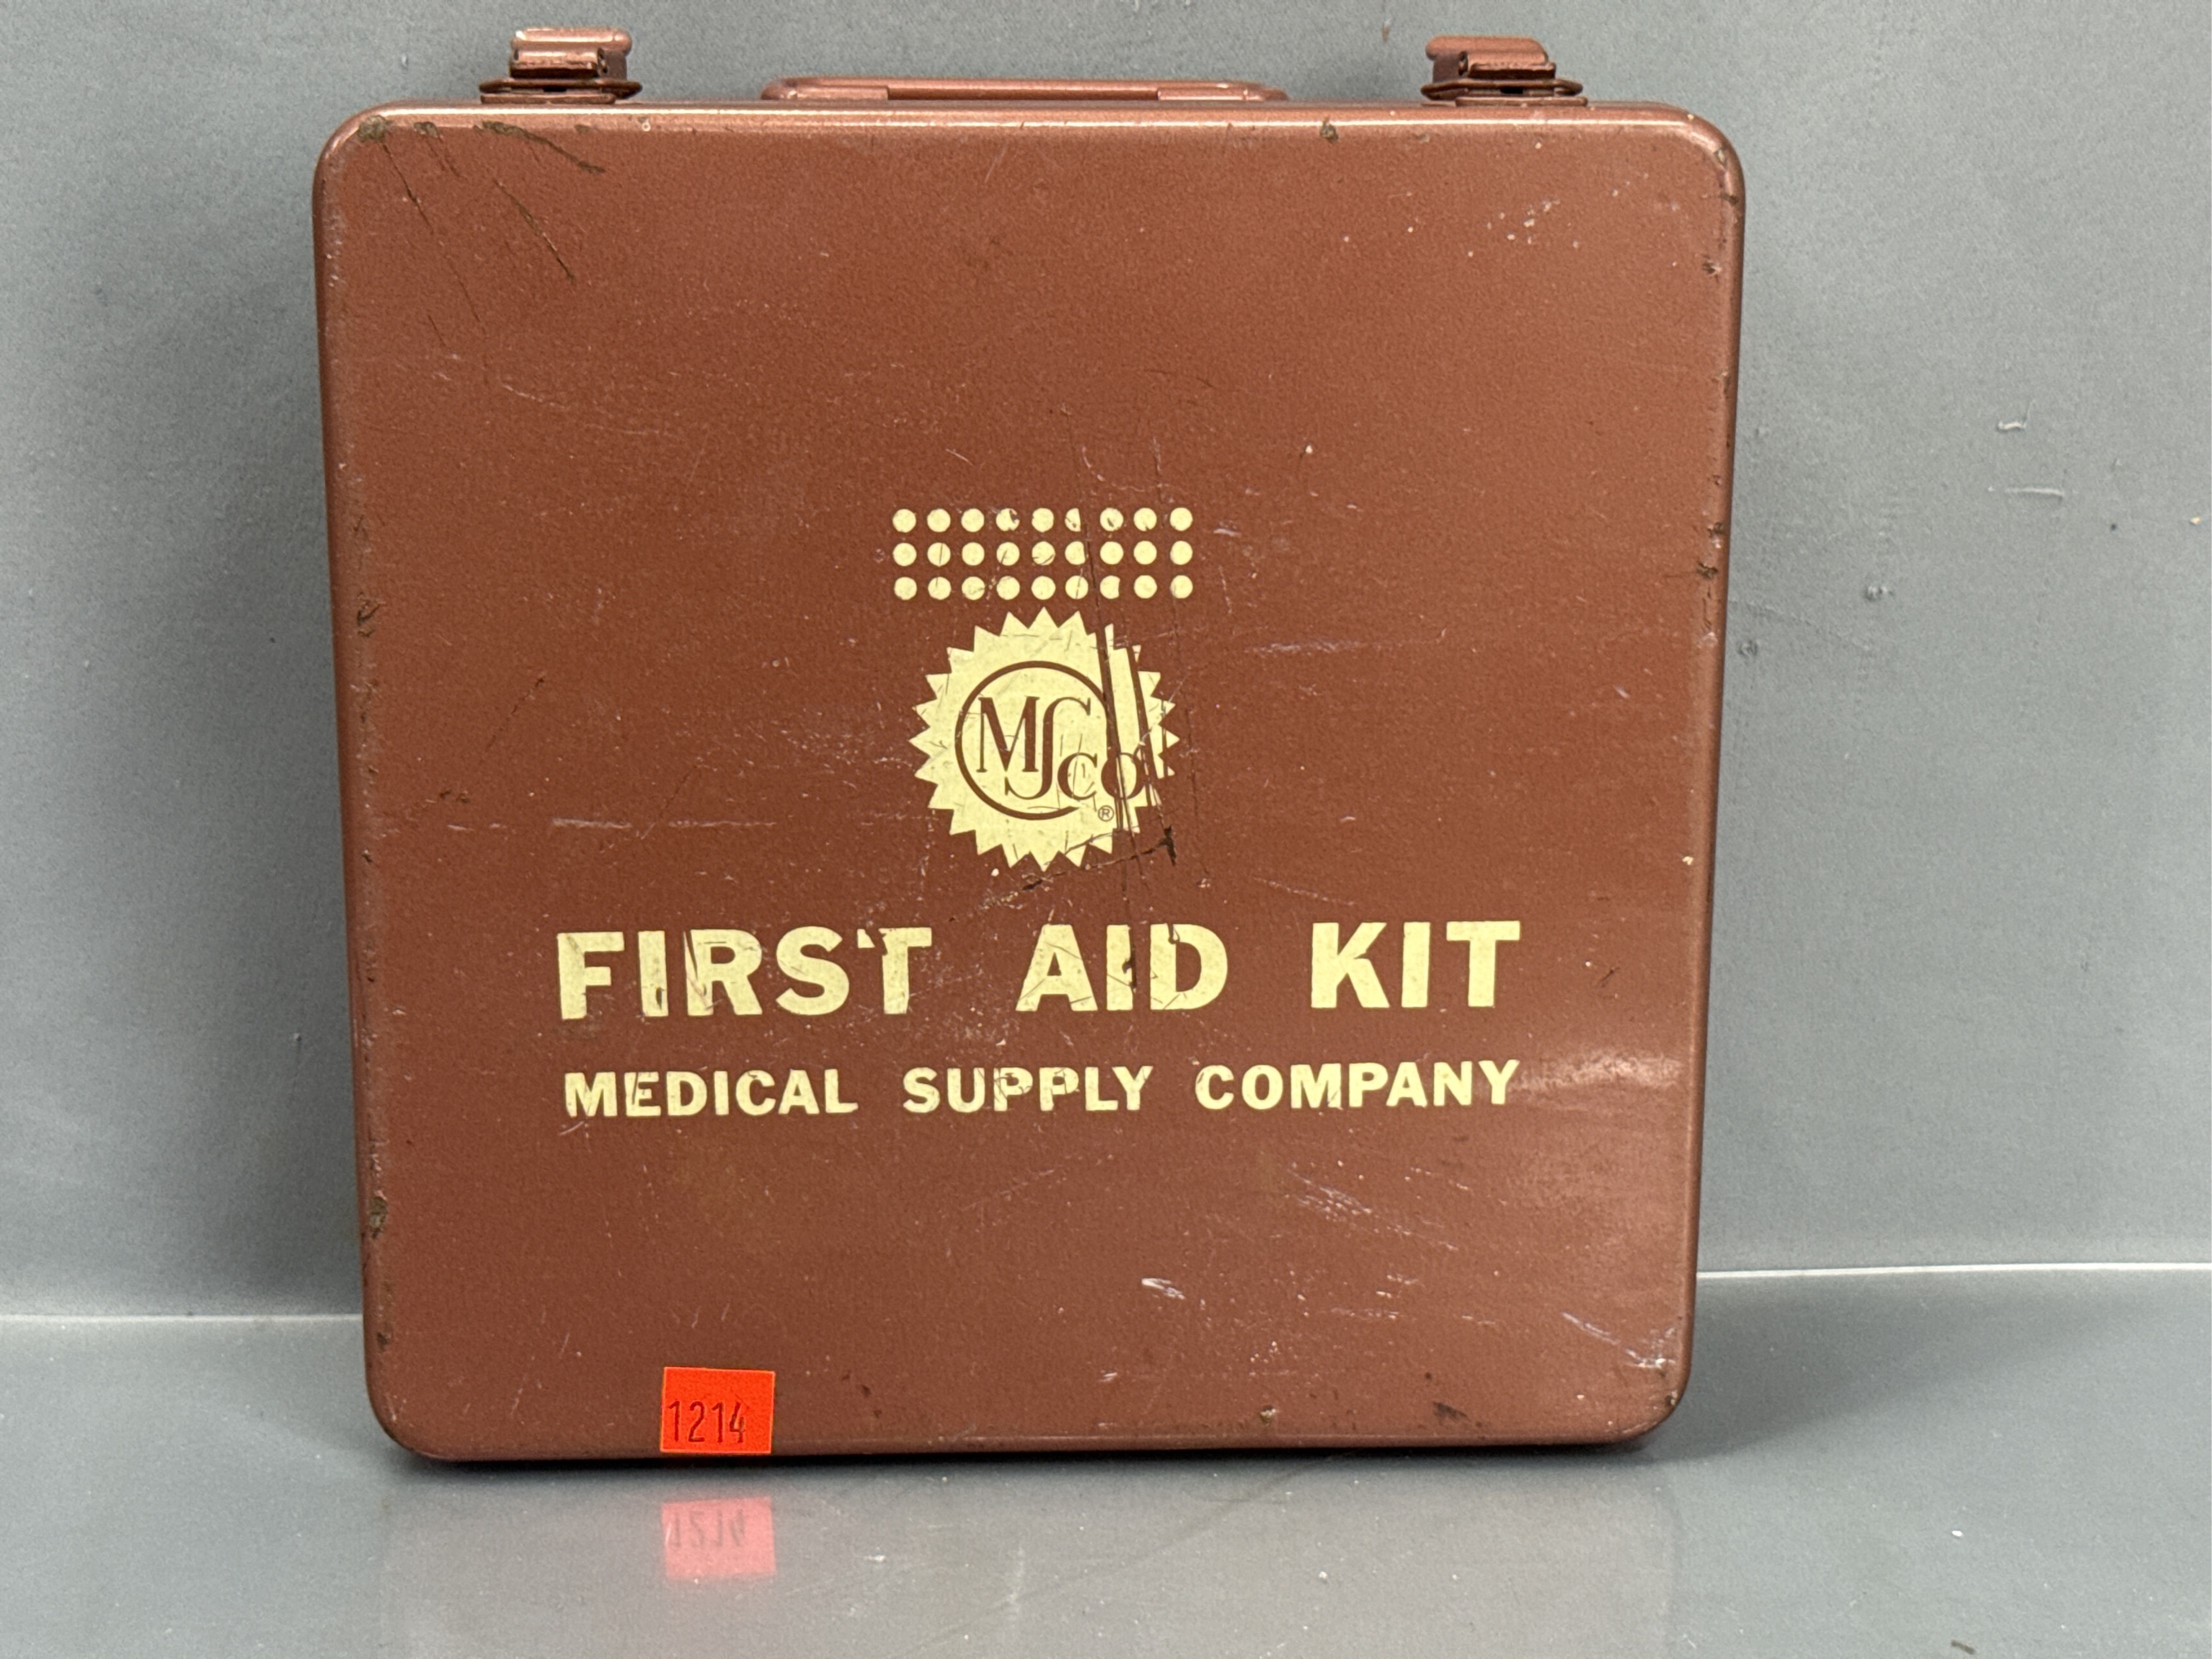 MSCo
®
FIRST AID KIT
MEDICAL SUPPLY COMPANY
1214